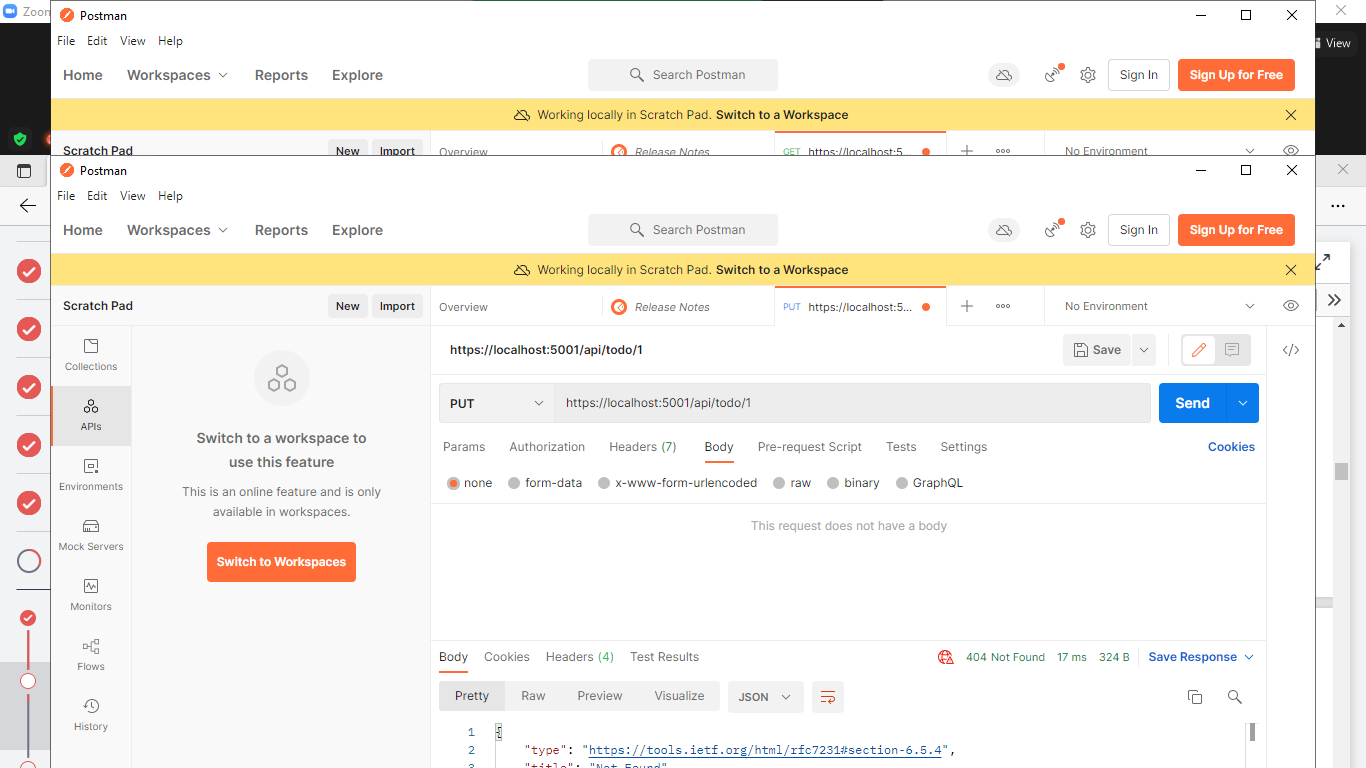 Zoom
Postman
File Edit View Help
View
Home Workspaces Reports Explore Search Postman Sign In Sign Up for Free
Working locally in Scratch Pad. Switch to a Workspace
Scratch Pad New Import Overview Release Notes GET https://localhost:5... No Environment
Postman
File Edit View Help
Home Workspaces Reports Explore Search Postman Sign In Sign Up for Free
Working locally in Scratch Pad. Switch to a Workspace
Scratch Pad New Import Overview Release Notes PUT https://localhost:5... No Environment
https://localhost:5001/api/todo/1 Save
Collections
PUT https://localhost:5001/api/todo/1 Send
APIs
Switch to a workspace to
use this feature
Params Authorization Headers (7) Body Pre-request Script Tests Settings Cookies
none form-data x-www-form-urlencoded raw binary GraphQL
Environments
This is an online feature and is only
available in workspaces.
This request does not have a body
Mock Servers
Switch to Workspaces
Monitors
Flows
Body Cookies Headers (4) Test Results 404 Not Found 17 ms 324 B Save Response
Pretty Raw Preview Visualize JSON
History
1 {
2 "type": "https://tools.ietf.org/html/rfc7231#section-6.5.4",
3 "title": "Not Found"